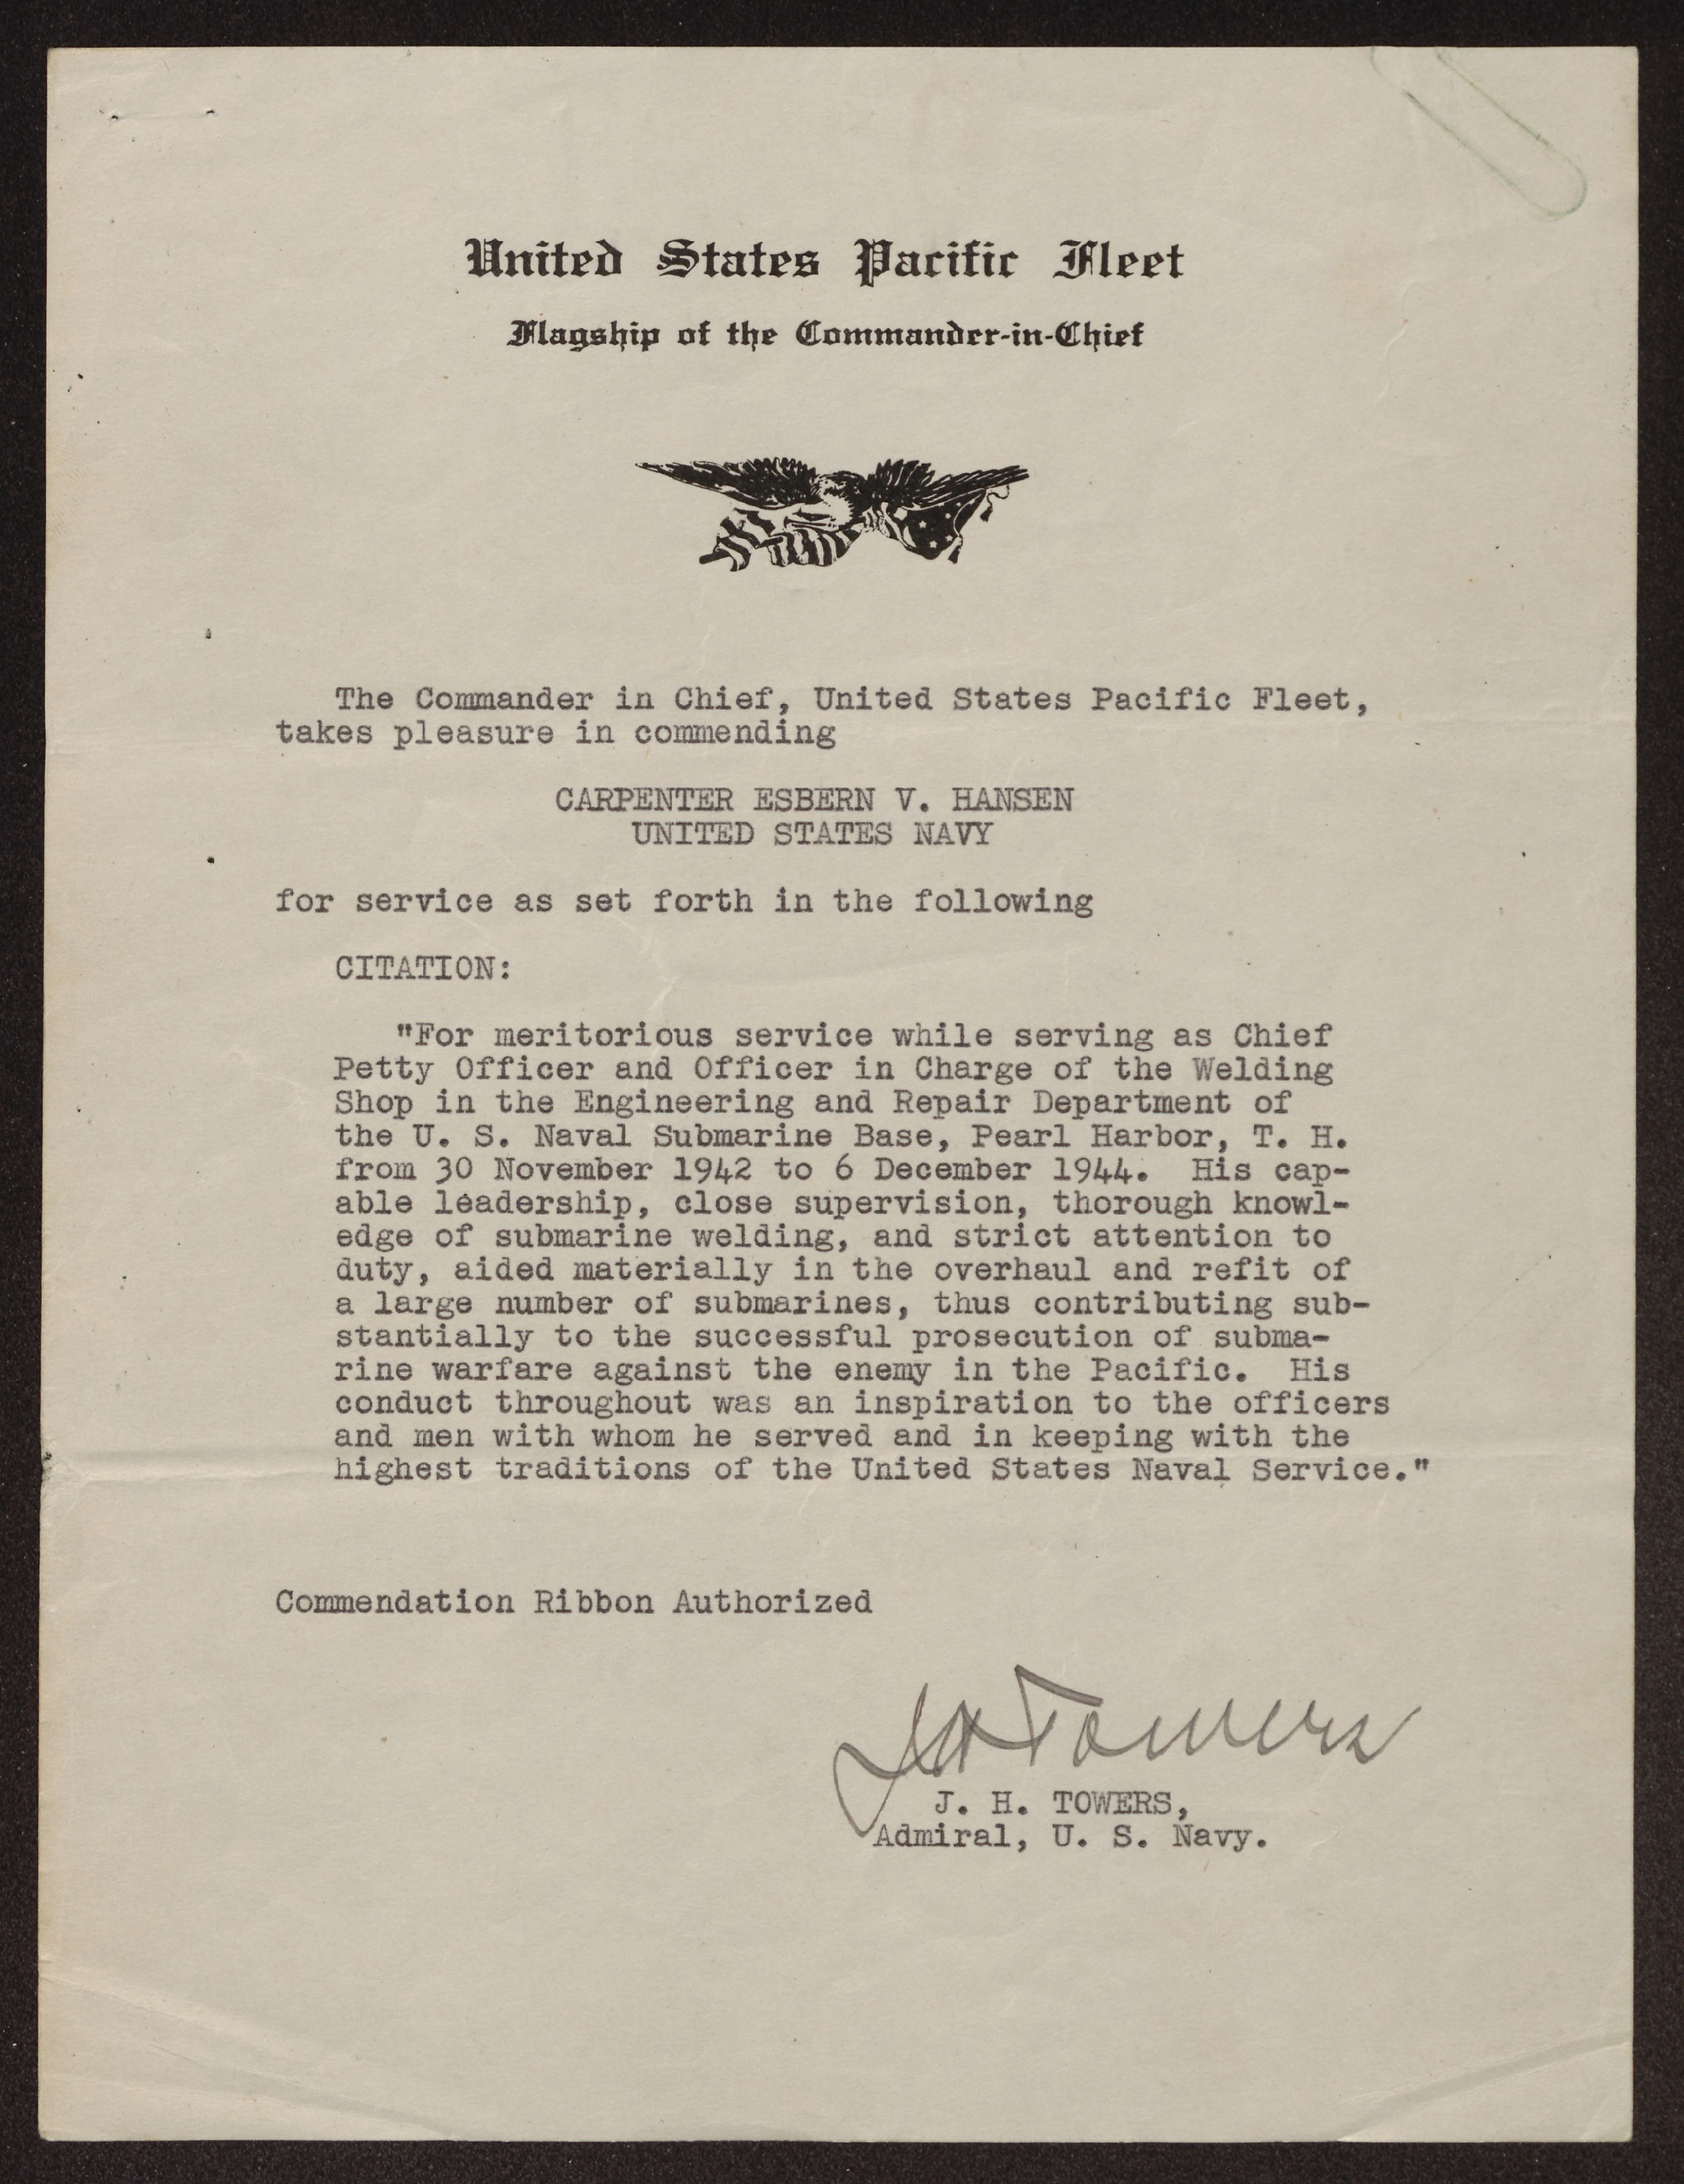 United States Pacific Fleet
Flagship of the Commander-in-Chief
The Commander in Chief, United States Pacific Fleet,
takes pleasure in commending
CARPENTER ESBERN V. HANSEN
UNITED STATES NAVY
for service as set forth in the following
CITATION:
"For meritorious service while serving as Chief
Petty Officer and Officer in Charge of the Welding
Shop in the Engineering and Repair Department of
the U. S. Naval Submarine Base, Pearl Harbor, T. H.
from 30 November 1942 to 6 December 1944.  His cap-
able leadership, close supervision, thorough knowl-
edge of submarine welding, and strict attention to
duty, aided materially in the overhaul and refit of
a large number of submarines, thus contributing sub-
stantially to the successful prosecution of subma-
rine warfare against the enemy in the Pacific.  His
conduct throughout was an inspiration to the officers
and men with whom he served and in keeping with the
highest traditions of the United States Naval Service."
Commendation Ribbon Authorized
JH Towers
J. H. TOWERS,
Admiral, U. S. Navy.